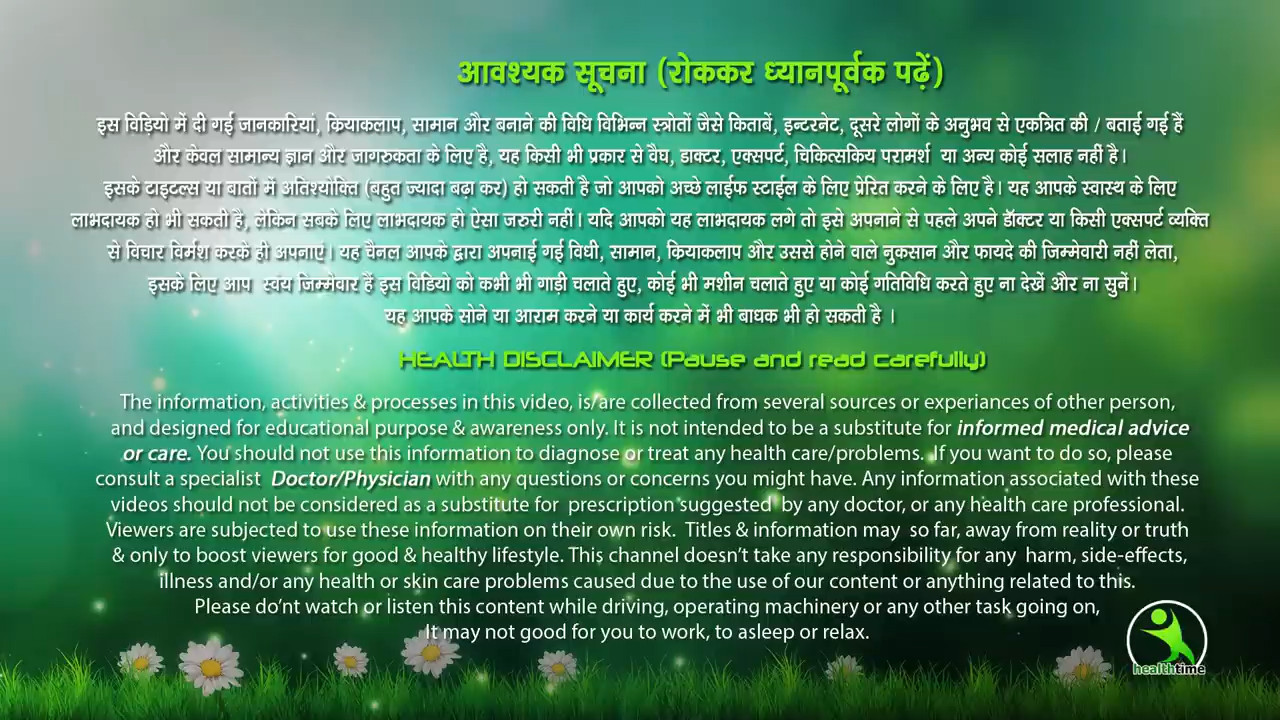 आवश्यक सूचना (रोककर ध्यानपूर्वक पढ़ें)
इस विड़ियो में दी गई जानकारियां, कियाकलाप, सामान और बनाने की विधि विभिन्न स्त्रोतों जैसे किताबें, इन्टरनेट, दूसरे लोगों के अनुभव से एकत्रित की / बताई गई हैं
और केवल सामान्य ज्ञान और जागरुकता के लिए है, यह किसी भी प्रकार से वैघ, डाक्टर, एक्सपर्ट, चिकित्सकिय परामर्श या अन्य कोई सलाह नहीं है।
इसके टाइटल्स या बातों में अतिश्योक्ति (बहुत ज्यादा बढ़ा कर) हो सकती है जो आपको अच्छे लाईफ स्टाईल के लिए प्रेरित करने के लिए है। यह आपके स्वास्थ के लिए
लाभदायक हो भी सकती है, लेकिन सबके लिए लाभदायक हो ऐसा जरुरी नहीं। यदि आपको यह लाभदायक लगे तो इसे अपनाने से पहले अपने डॉक्टर या किसी एक्सपर्ट व्यक्ति
से विचार विर्मश करके ही अपनाएं। यह चैनल आपके द्वारा अपनाई गई विधी, सामान, कियाकलाप और उससे होने वाले नुकसान और फायदे की जिम्मेवारी नहीं लेता,
इसके लिए आप स्वंय जिम्मेवार हैं इस विडियो को कभी भी गाड़ी चलाते हुए, कोई भी मशीन चलाते हुए या कोई गतिविधि करते हुए ना देखें और ना सुनें।
यह आपके सोने या आराम करने या कार्य करने में भी बाधक भी हो सकती है ।
HEALTH DISCLAIMER (Pause and read carefully)
The information, activities & processes in this video, is/are collected from several sources or experiances of other person,
and designed for educational purpose & awareness only. It is not intended to be a substitute for informed medical advice
or care. You should not use this information to diagnose or treat any health care/problems. If you want to do so, please
consult a specialist Doctor/Physician with any questions or concerns you might have. Any information associated with these
videos should not be considered as a substitute for prescription suggested by any doctor, or any health care professional.
Viewers are subjected to use these information on their own risk. Titles & information may so far, away from reality or truth
& only to boost viewers for good & healthy lifestyle. This channel doesn't take any responsibility for any harm, side-effects,
illness and/or any health or skin care problems caused due to the use of our content or anything related to this.
Please do'nt watch or listen this content while driving, operating machinery or any other task going on,
It may not good for you to work, to asleep or relax.
healthtime